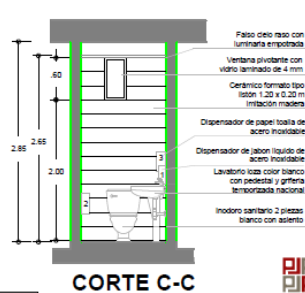 Falso cielo raso con
luminaria empotrada
Ventana pivotante con
vidrio laminado de 4 mm
.60
Cerámico formato tipo
listón 1.20 x 0.20 m
imitación madera
2.85
2.65
Dispensador de papel toalla de
acero inoxidable
Dispensador de jabon liquido de
acero inoxidable
3
1
2.00
Lavatorio loza color blanco
con pedestal y grifería
temporizada nacional
2
Inodoro sanitario 2 piezas
blanco con asiento
CORTE C-C